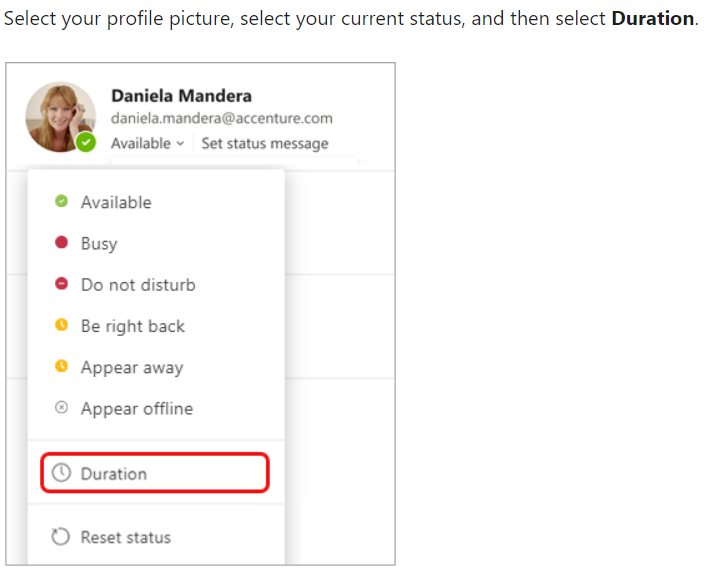 Select your profile picture, select your current status, and then select Duration.
Daniela Mandera
daniela.mandera@accenture.com
Available Set status message
Available
Busy
Do not disturb
Be right back
Appear away
Appear offline
Duration
Reset status